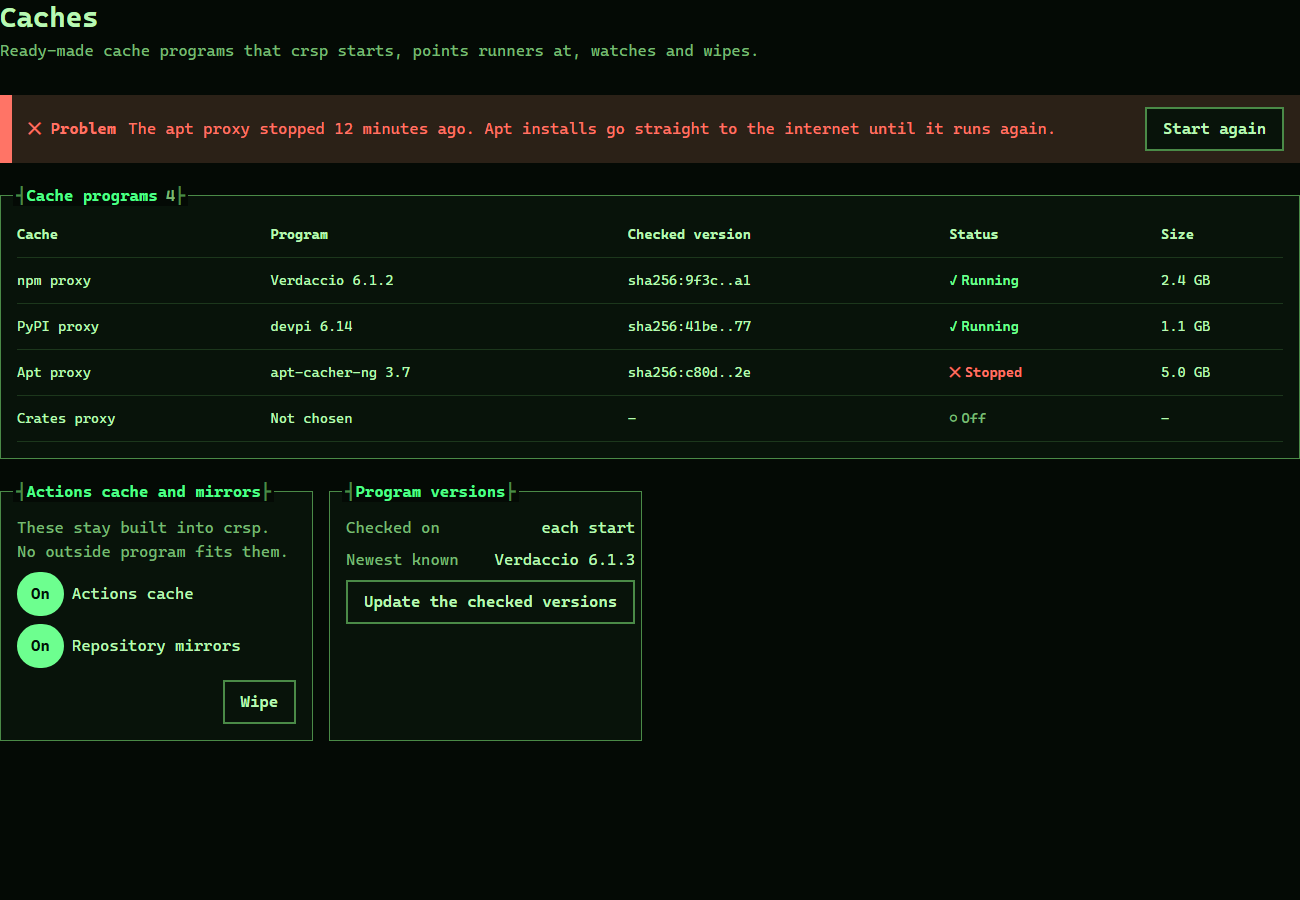 Caches
Ready-made cache programs that crsp starts, points runners at, watches and wipes.
✕ Problem The apt proxy stopped 12 minutes ago. Apt installs go straight to the internet until it runs again.
Start again
Cache programs 4
Cache Program Checked version Status Size
npm proxy Verdaccio 6.1.2 sha256:9f3c..a1 ✓ Running 2.4 GB
PyPI proxy devpi 6.14 sha256:41be..77 ✓ Running 1.1 GB
Apt proxy apt-cacher-ng 3.7 sha256:c80d..2e ✕ Stopped 5.0 GB
Crates proxy Not chosen – ○ Off –
Actions cache and mirrors
These stay built into crsp.
No outside program fits them.
On Actions cache
On Repository mirrors
Wipe
Program versions
Checked on each start
Newest known Verdaccio 6.1.3
Update the checked versions